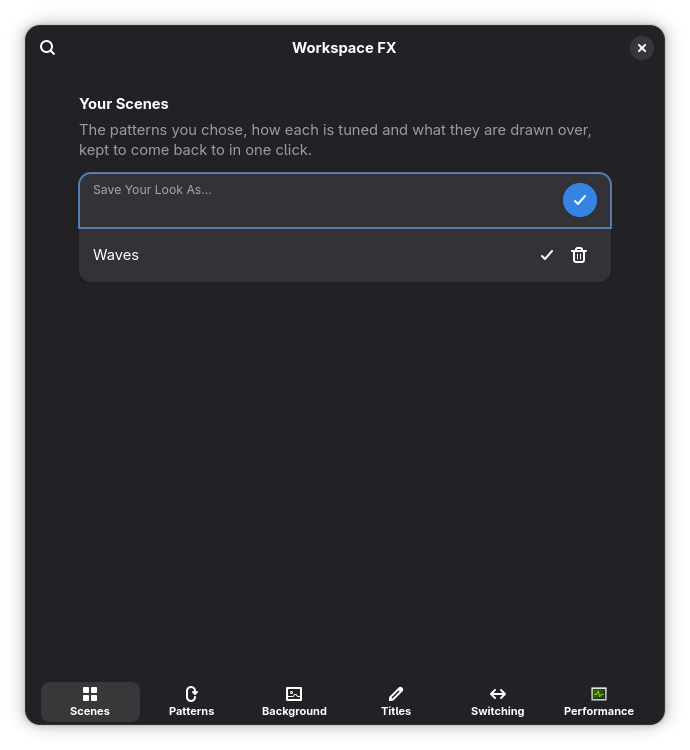 Workspace FX
Your Scenes
The patterns you chose, how each is tuned and what they are drawn over,
kept to come back to in one click.
Save Your Look As...
Waves
Scenes
Patterns
Background
Titles
Switching
Performance